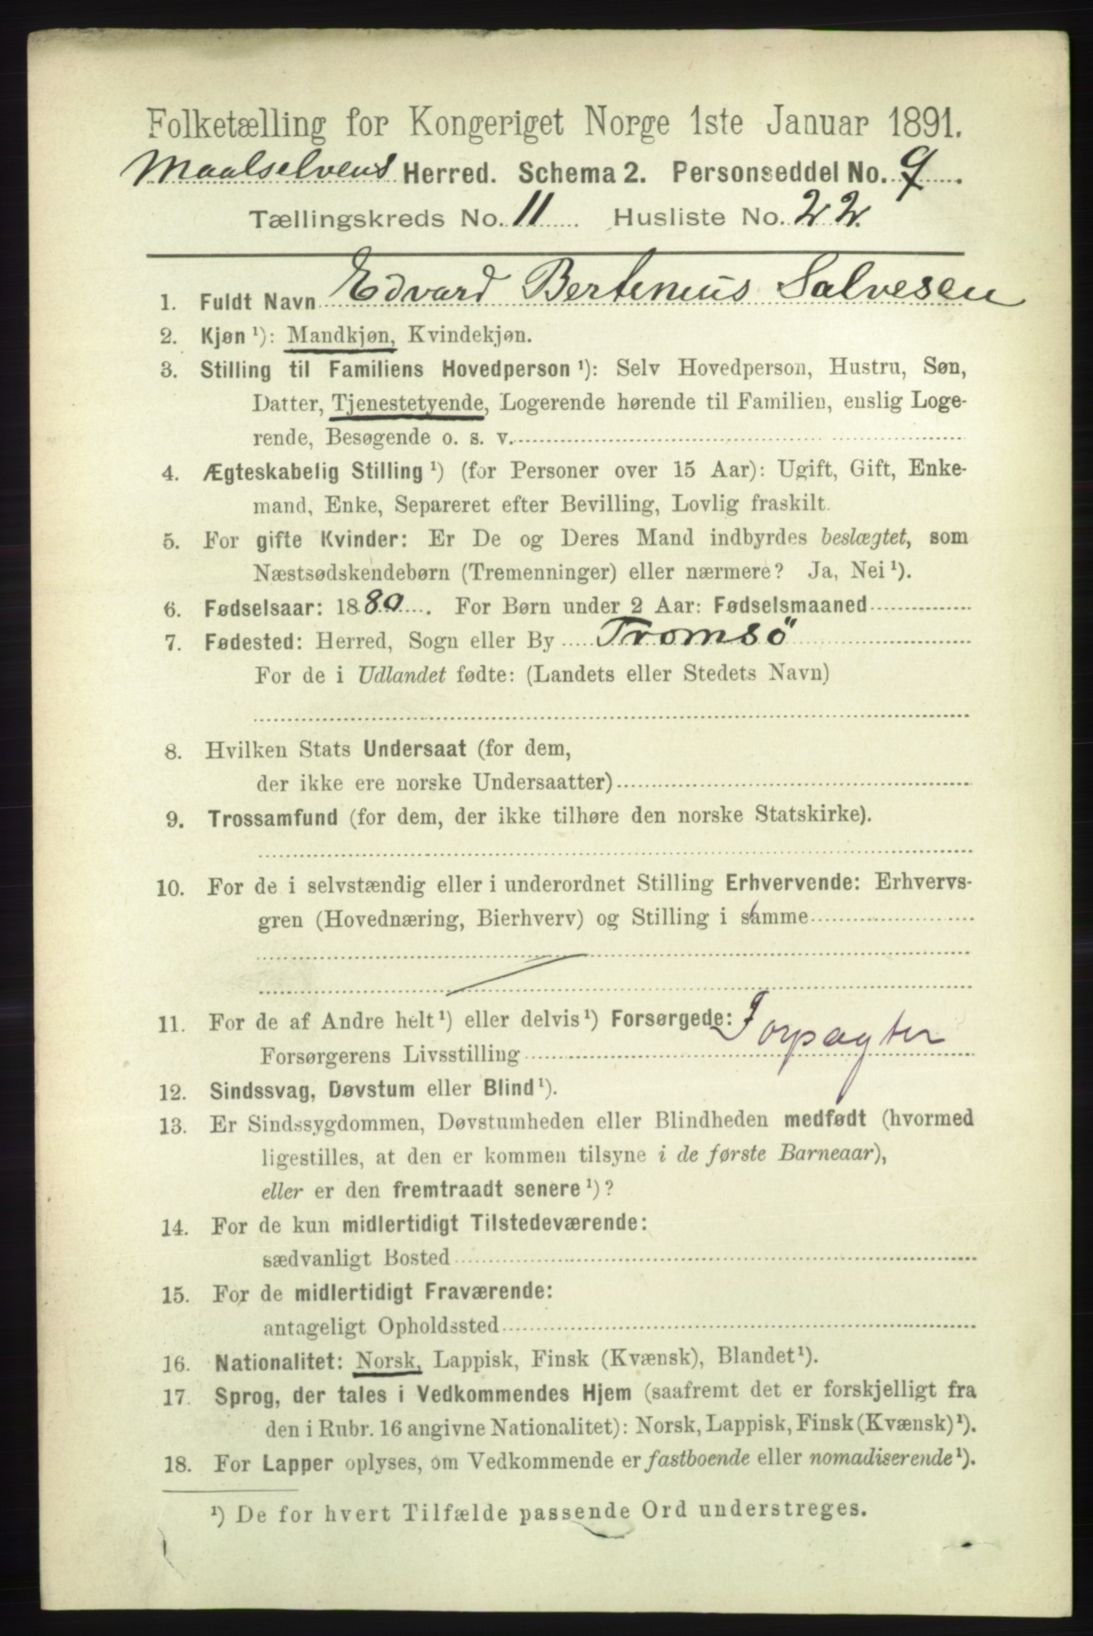 Folketælling for Kongeriget Norge 1ste Januar 1891.
Maalselvens Herred. Schema 2. Personseddel No. 9.
Tællingskreds No. 11 Husliste No. 22.
1. Fuldt Navn Edvard Bertinius Salvesen
2. Kjøn ¹): Mandkjøn, Kvindekjøn.
3. Stilling til Familiens Hovedperson ¹): Selv Hovedperson, Hustru, Søn,
Datter, Tjenestetyende, Logerende hørende til Familien, enslig Loge-
rende, Besøgende o. s. v.
4. Ægteskabelig Stilling ¹) (for Personer over 15 Aar): Ugift, Gift, Enke-
mand, Enke, Separeret efter Bevilling, Lovlig fraskilt.
5. For gifte Kvinder: Er De og Deres Mand indbyrdes beslægtet, som
Næstsødskendebørn (Tremenninger) eller nærmere? Ja, Nei ¹).
6. Fødselsaar: 1880. For Børn under 2 Aar: Fødselsmaaned
7. Fødested: Herred, Sogn eller By Tromsö
For de i Udlandet fødte: (Landets eller Stedets Navn)
8. Hvilken Stats Undersaat (for dem,
der ikke ere norske Undersaatter)
9. Trossamfund (for dem, der ikke tilhøre den norske Statskirke).
10. For de i selvstændig eller i underordnet Stilling Erhvervende: Erhvervs-
gren (Hovednæring, Bierhverv) og Stilling i samme
11. For de af Andre helt ¹) eller delvis ¹) Forsørgede:
Forsørgerens Livsstilling Forpagter
12. Sindssvag, Døvstum eller Blind ¹).
13. Er Sindssygdommen, Døvstumheden eller Blindheden medfødt (hvormed
ligestilles, at den er kommen tilsyne i de første Barneaar),
eller er den fremtraadt senere ¹)?
14. For de kun midlertidigt Tilstedeværende:
sædvanligt Bosted
15. For de midlertidigt Fraværende:
antageligt Opholdssted
16. Nationalitet: Norsk, Lappisk, Finsk (Kvænsk), Blandet ¹).
17. Sprog, der tales i Vedkommendes Hjem (saafremt det er forskjelligt fra
den i Rubr. 16 angivne Nationalitet): Norsk, Lappisk, Finsk (Kvænsk) ¹).
18. For Lapper oplyses, om Vedkommende er fastboende eller nomadiserende ¹).
¹) De for hvert Tilfælde passende Ord understreges.